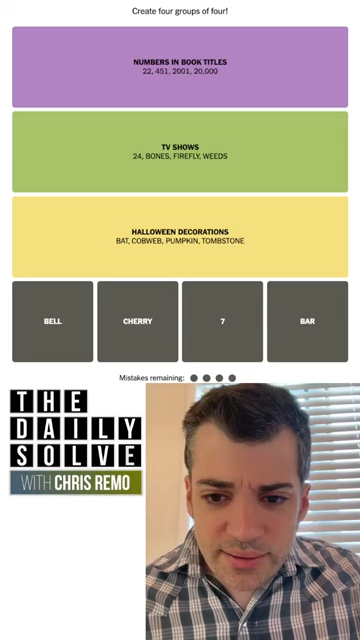 Create four groups of four!
NUMBERS IN BOOK TITLES
22, 451, 2001, 20,000
TV SHOWS
24, BONES, FIREFLY, WEEDS
HALLOWEEN DECORATIONS
BAT, COBWEB, PUMPKIN, TOMBSTONE
BELL CHERRY 7 BAR
Mistakes remaining:
THE
DAILY
SOLVE
WITH CHRIS REMO